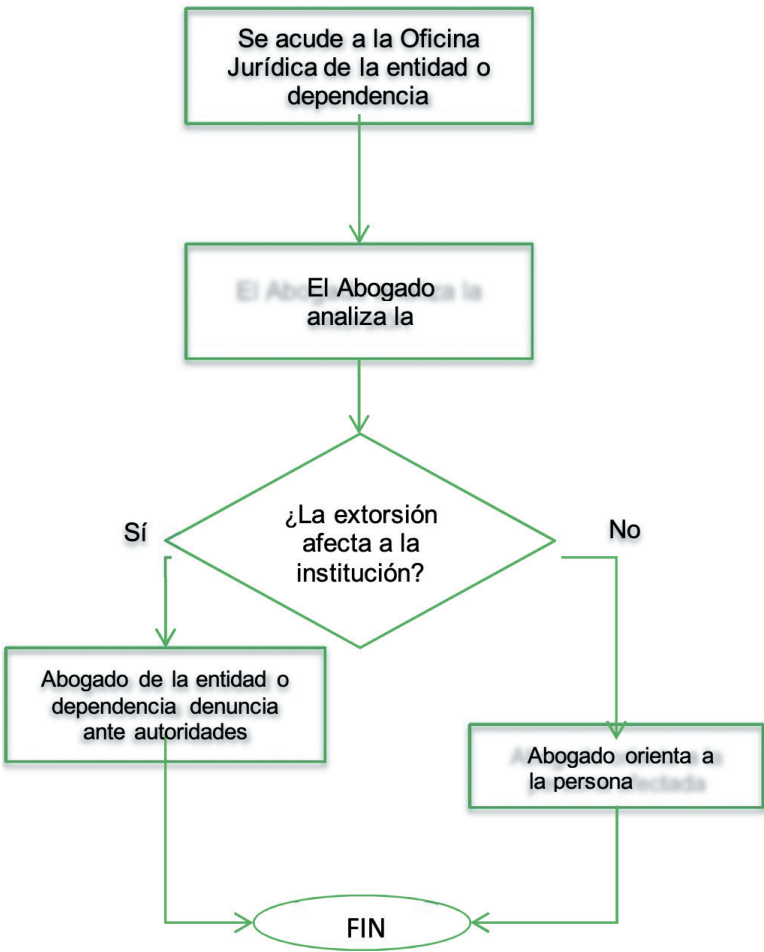 Se acude a la Oficina
Jurídica de la entidad o
dependencia
El Abogado
analiza la
¿La extorsión
afecta a la
institución?
Sí
No
Abogado de la entidad o
dependencia denuncia
ante autoridades
Abogado orienta a
la persona
FIN